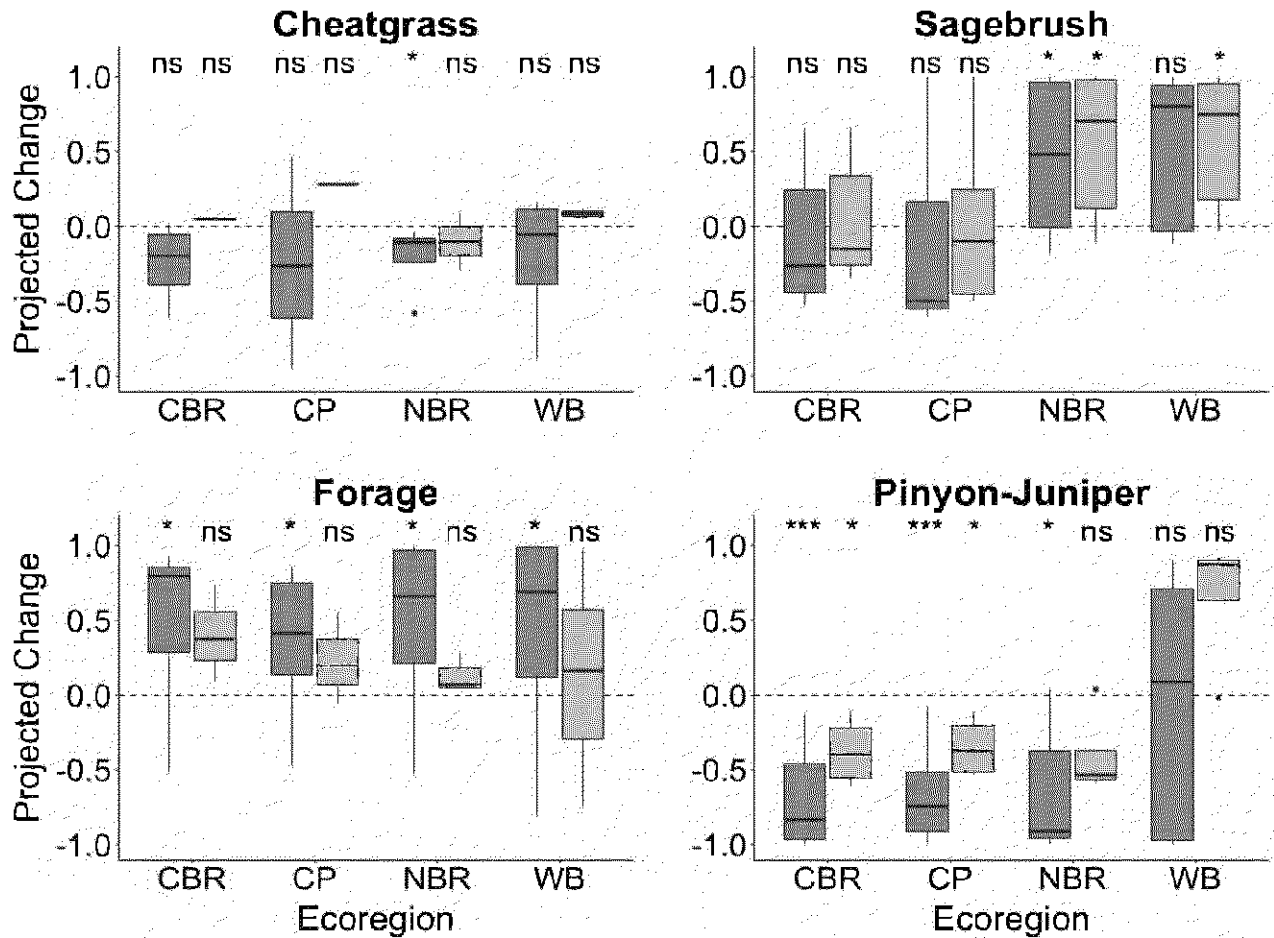 Cheatgrass
Sagebrush
Projected Change
1.0
0.5
0.0
-0.5
-1.0
ns ns ns ns * ns ns ns
CBR CP NBR WB
1.0
0.5
0.0
-0.5
-1.0
ns ns ns ns * * ns *
CBR CP NBR WB
Forage
Pinyon-Juniper
Projected Change
1.0
0.5
0.0
-0.5
-1.0
* ns * ns * ns * ns
CBR CP NBR WB
Ecoregion
1.0
0.5
0.0
-0.5
-1.0
*** * *** * * ns ns ns
CBR CP NBR WB
Ecoregion